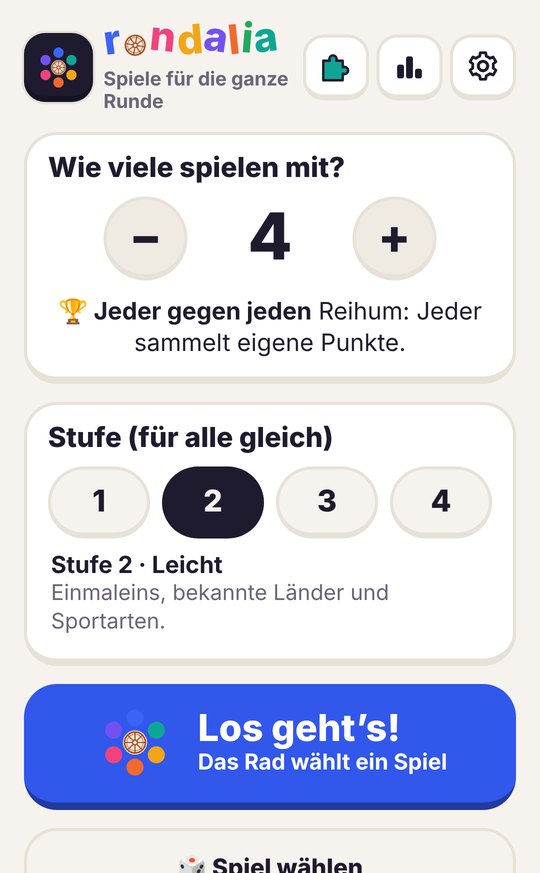 rondalia
Spiele für die ganze
Runde
Wie viele spielen mit?
− 4 +
🏆 Jeder gegen jeden Reihum: Jeder
sammelt eigene Punkte.
Stufe (für alle gleich)
1 2 3 4
Stufe 2 · Leicht
Einmaleins, bekannte Länder und
Sportarten.
Los geht’s!
Das Rad wählt ein Spiel
🎲 Spiel wählen